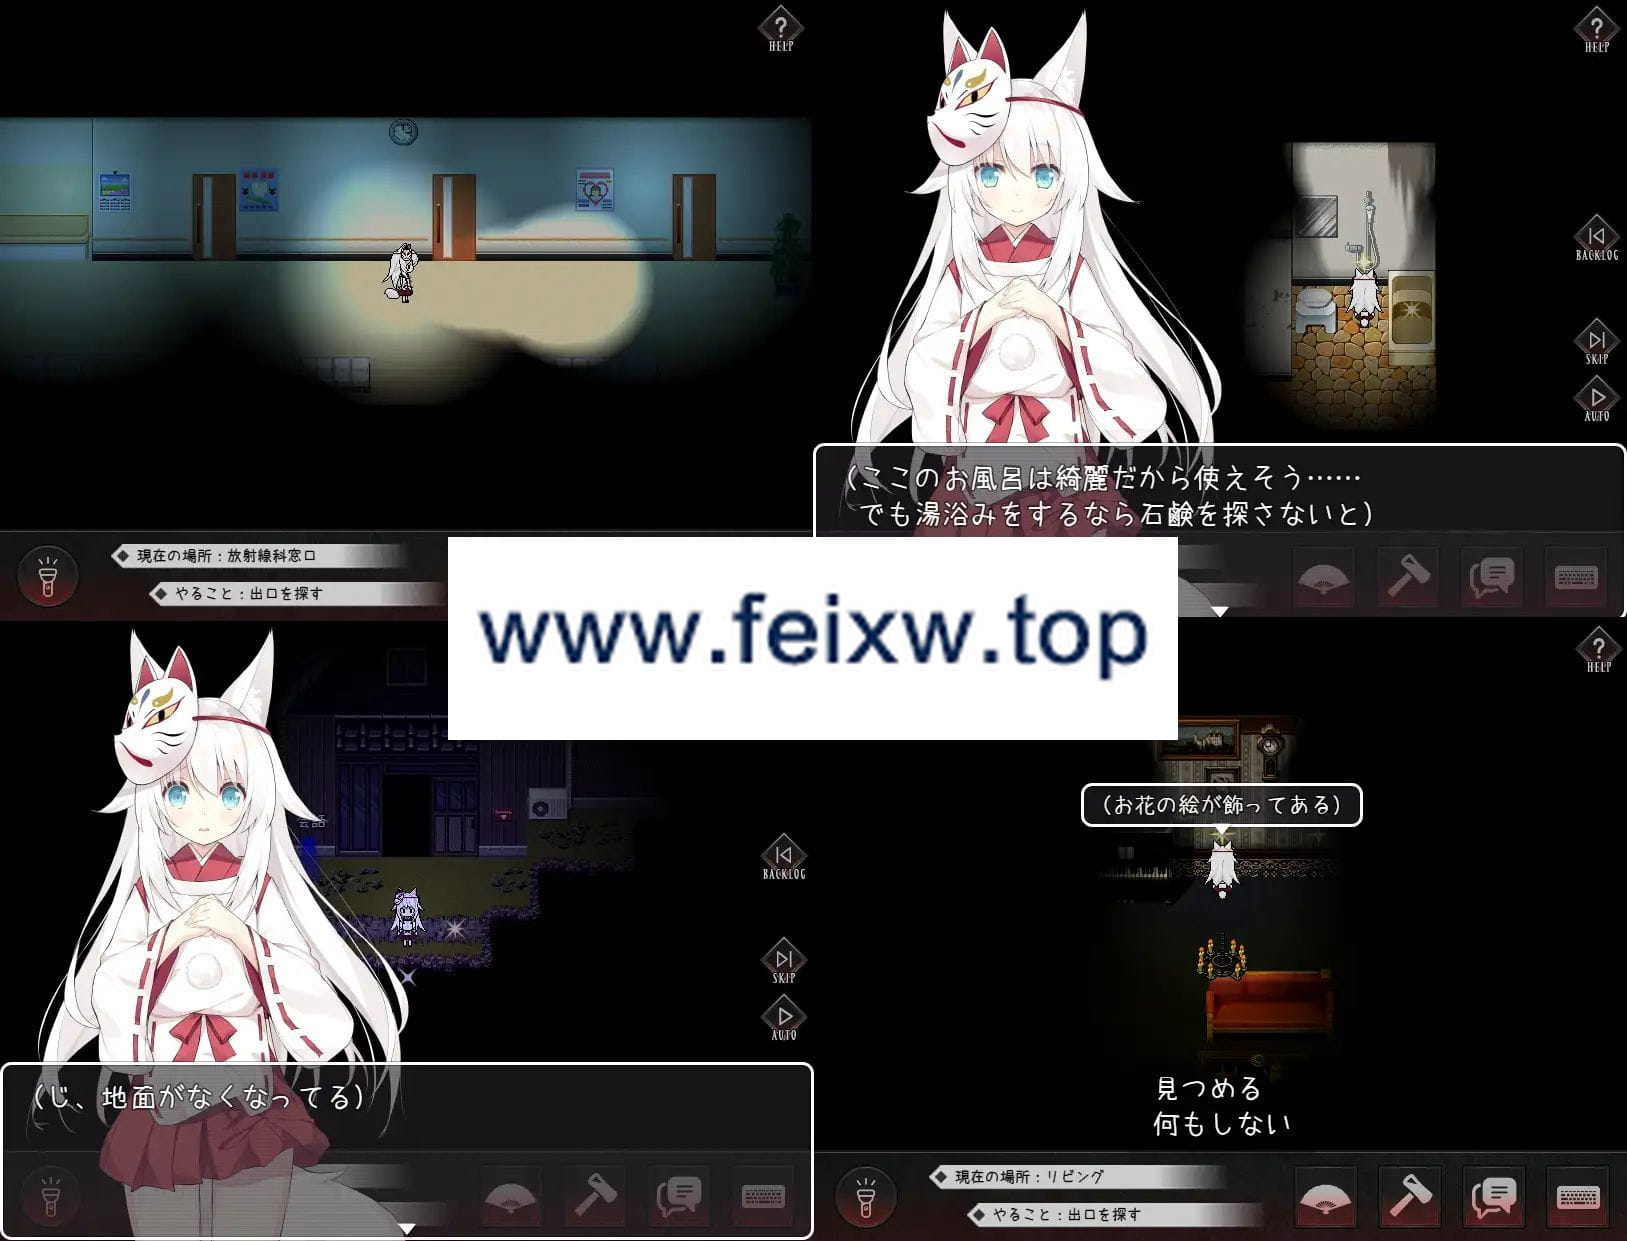 HELP
現在の場所：放射線科窓口
やること：出口を探す
HELP
BACKLOG
SKIP
AUTO
（ここのお風呂は綺麗だから使えそう……
でも湯浴みをするなら石鹸を探さないと）
www.feixw.top
会話
BACKLOG
SKIP
AUTO
（じ、地面がなくなってる）
HELP
（お花の絵が飾ってある）
見つめる
何もしない
現在の場所：リビング
やること：出口を探す